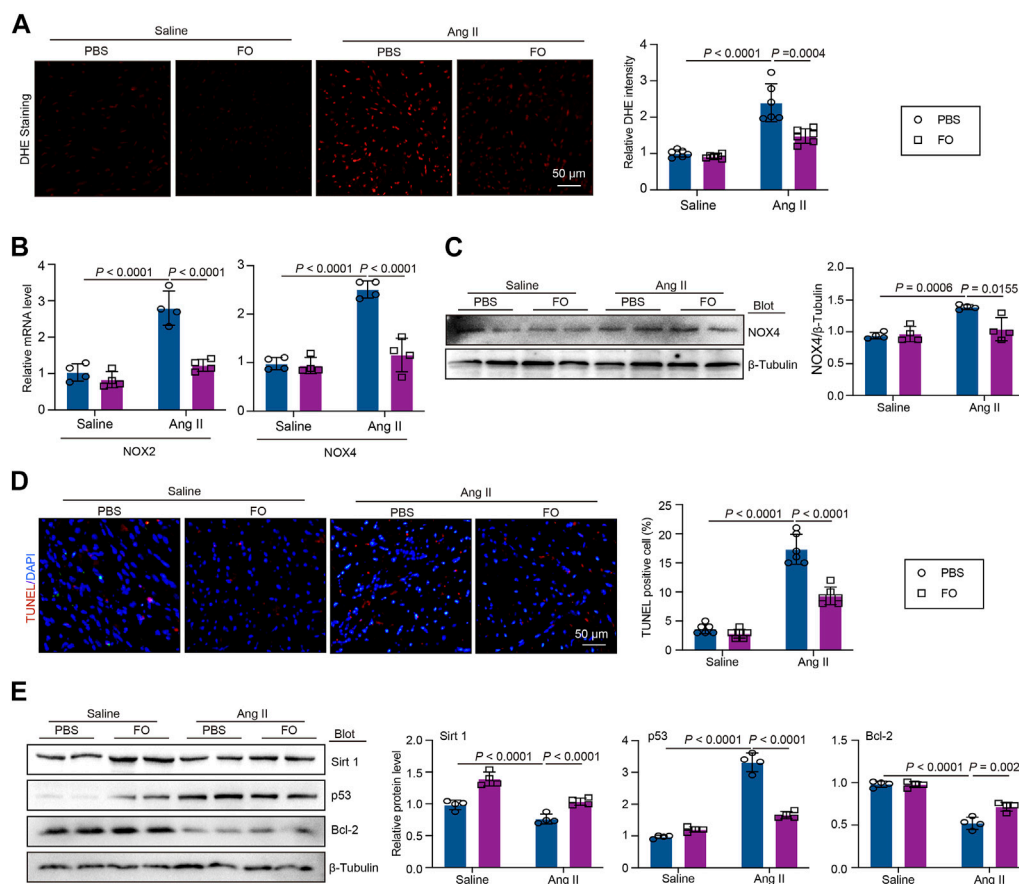 A
Saline
Ang II
PBS
FO
PBS
FO
DHE Staining
50 μm
Relative DHE intensity
4
3
2
1
0
P < 0.0001
P =0.0004
Saline
Ang II
PBS
FO
B
Relative mRNA level
4
3
2
1
0
P < 0.0001
P < 0.0001
Saline
Ang II
NOX2
3
2
1
0
P < 0.0001
P < 0.0001
Saline
Ang II
NOX4
C
Saline
Ang II
PBS
FO
PBS
FO
Blot
NOX4
β-Tubulin
NOX4/β-Tubulin
2.0
1.5
1.0
0.5
0.0
P = 0.0006
P = 0.0155
Saline
Ang II
D
Saline
Ang II
PBS
FO
PBS
FO
TUNEL/DAPI
50 μm
TUNEL positive cell (%)
25
20
15
10
5
0
P < 0.0001
P < 0.0001
Saline
Ang II
PBS
FO
E
Saline
Ang II
PBS
FO
PBS
FO
Blot
Sirt 1
p53
Bcl-2
β-Tubulin
Relative protein level
Sirt 1
2.0
1.5
1.0
0.5
0.0
P < 0.0001
P < 0.0001
Saline
Ang II
p53
4
3
2
1
0
P < 0.0001
P < 0.0001
Saline
Ang II
Bcl-2
1.5
1.0
0.5
0.0
P < 0.0001
P = 0.002
Saline
Ang II